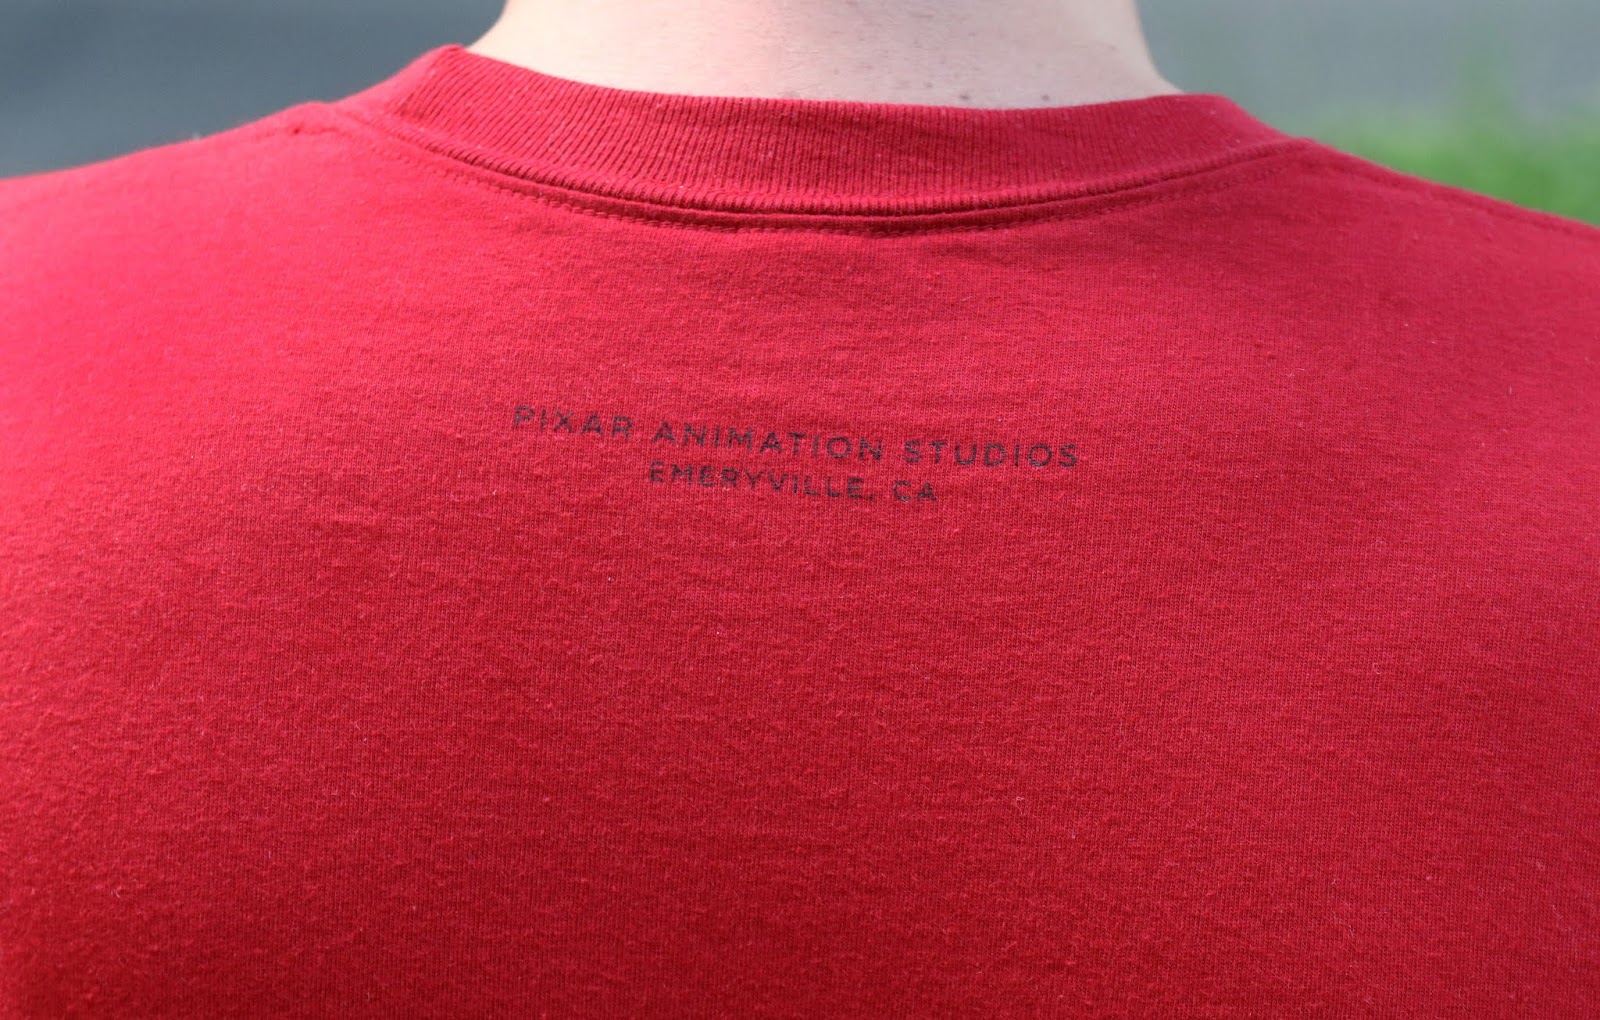 PIXAR ANIMATION STUDIOS
EMERYVILLE, CA